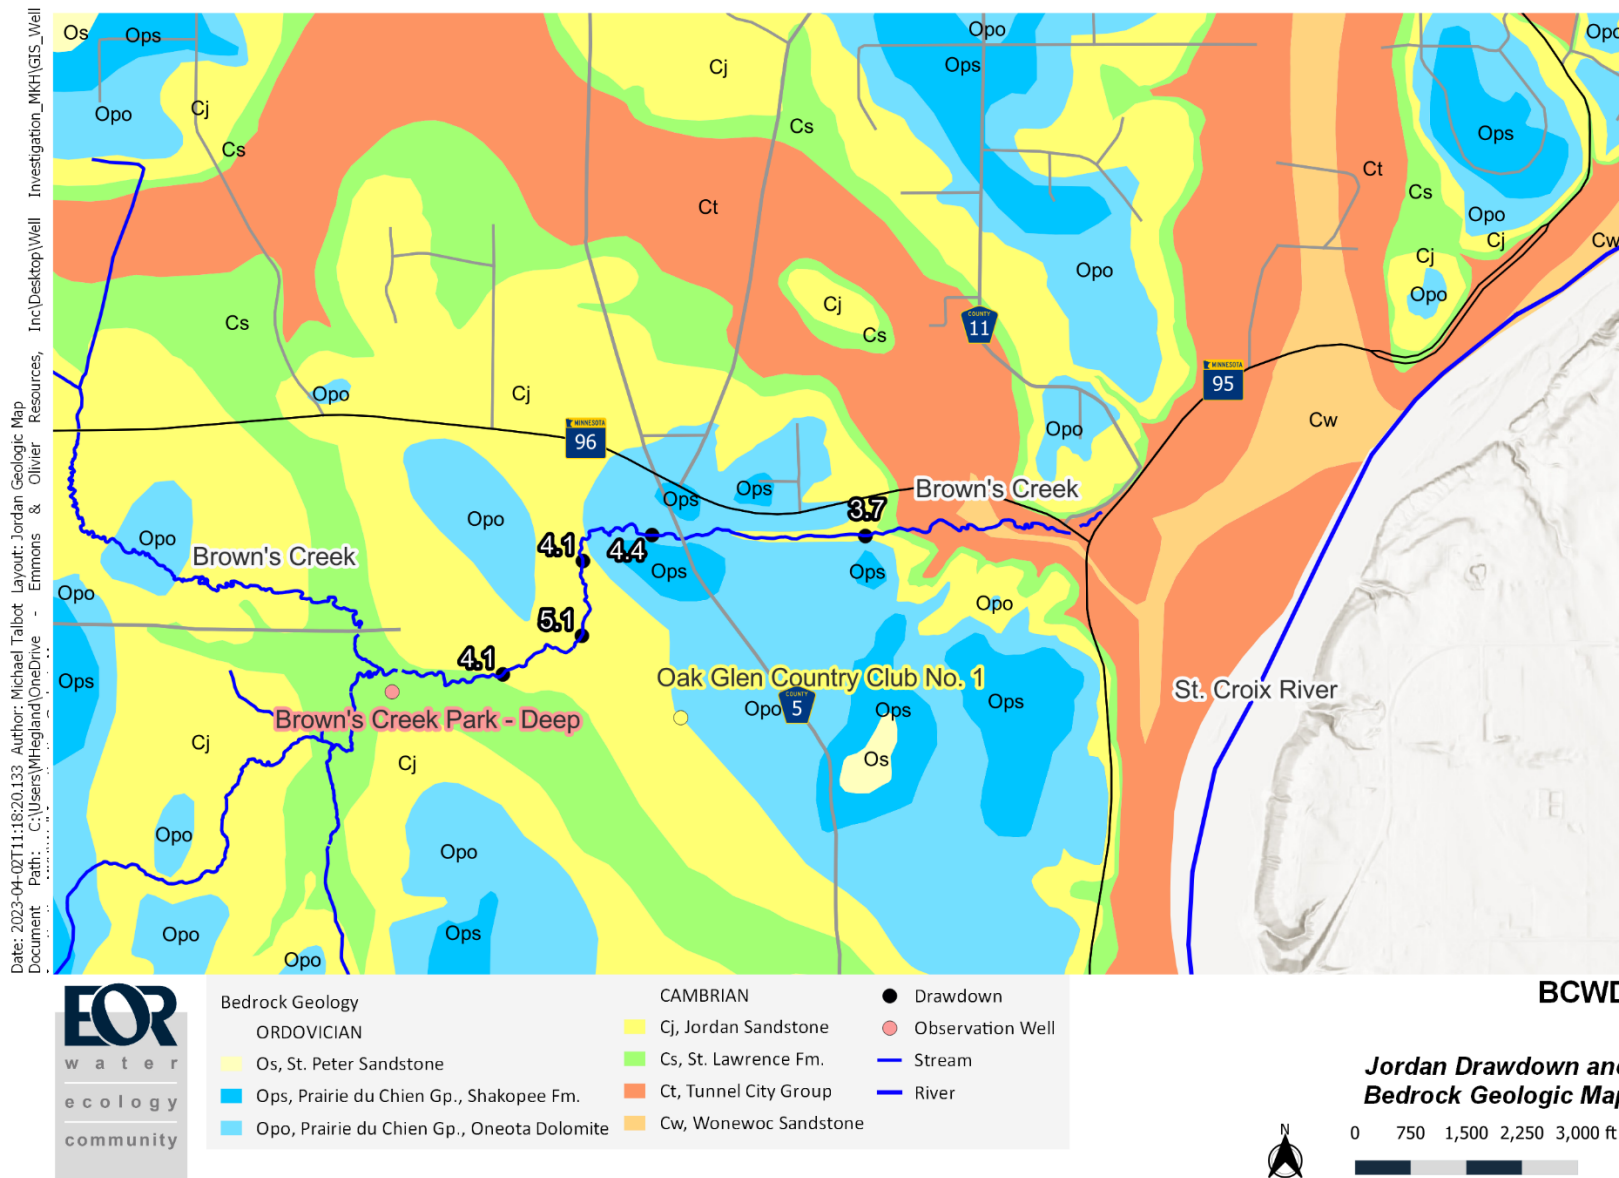 Date: 2023-04-02T11:18:20.133 Author: Michael Talbot Layout: Jordan Geologic Map
Document Path: C:\Users\MHegland\OneDrive - Emmons & Olivier Resources, Inc\Desktop\Well Investigation_MKH\GIS_Well
Os
Ops
Opo
Cj
Cs
Cj
Cs
Ct
Opo
Ops
Opo
Ops
Ct
Cs
Opo
Cj
Cj
Opo
Opo
Cw
Opo
Cj
Cs
COUNTY
11
MINNESOTA
95
Cw
Cs
Opo
Cj
MINNESOTA
96
Opo
Ops
Ops
Brown's Creek
Opo
Opo
Brown's Creek
4.1
4.4
3.7
Ops
Ops
Opo
Opo
5.1
4.1
Ops
Oak Glen Country Club No. 1
St. Croix River
Brown's Creek Park - Deep
Opo
COUNTY
5
Ops
Ops
Os
Cj
Cj
Opo
Opo
Opo
Ops
Opo
EOR
water
ecology
community
Bedrock Geology
ORDOVICIAN
Os, St. Peter Sandstone
Ops, Prairie du Chien Gp., Shakopee Fm.
Opo, Prairie du Chien Gp., Oneota Dolomite
CAMBRIAN
Cj, Jordan Sandstone
Cs, St. Lawrence Fm.
Ct, Tunnel City Group
Cw, Wonewoc Sandstone
Drawdown
Observation Well
Stream
River
BCWD
Jordan Drawdown and
Bedrock Geologic Map
N
0 750 1,500 2,250 3,000 ft